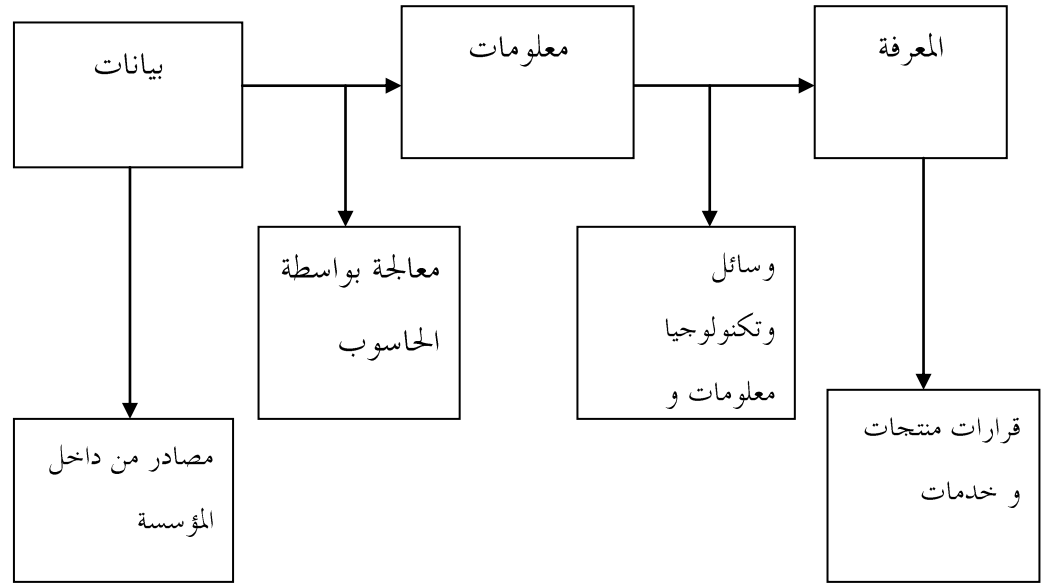 بيانات
معلومات
المعرفة
معالجة بواسطة
الحاسوب
وسائل
وتكنولوجيا
معلومات و
مصادر من داخل
المؤسسة
قرارات منتجات
و خدمات